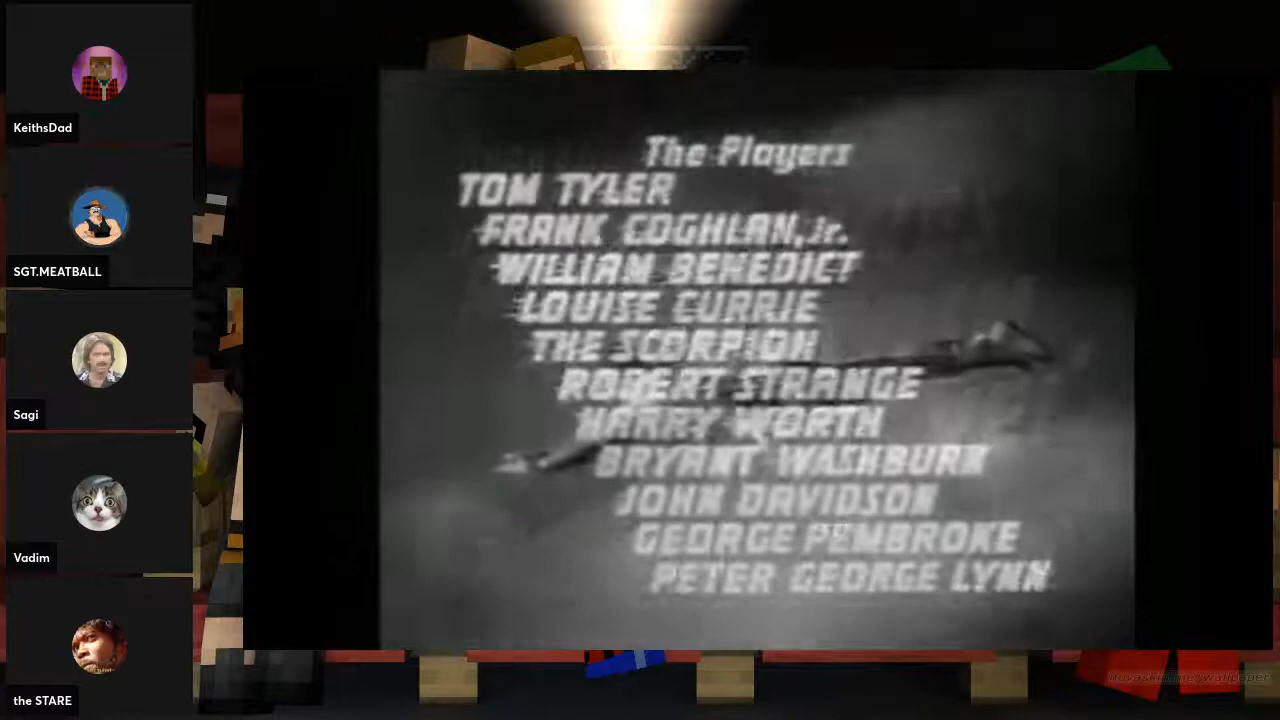 KeithsDad
SGT.MEATBALL
Sagi
Vadim
the STARE
The Players
TOM TYLER
FRANK COGHLAN, Jr.
WILLIAM BENEDICT
LOUISE CURRIE
THE SCORPION
ROBERT STRANGE
HARRY WORTH
BRYANT WASHBURN
JOHN DAVIDSON
GEORGE PEMBROKE
PETER GEORGE LYNN